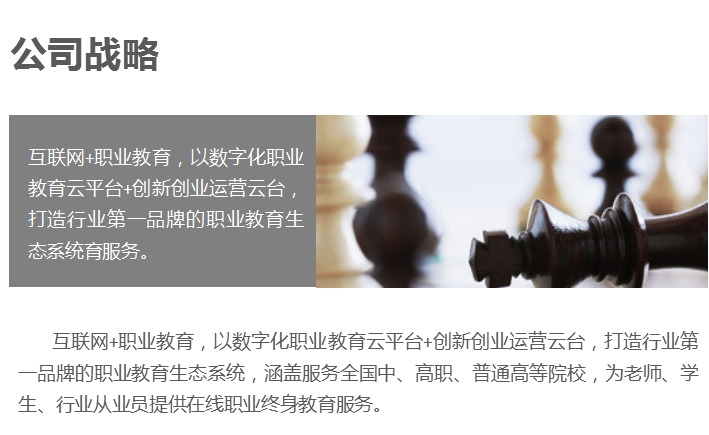 公司战略
互联网+职业教育，以数字化职业
教育云平台+创新创业运营云台，
打造行业第一品牌的职业教育生
态系统育服务。
互联网+职业教育，以数字化职业教育云平台+创新创业运营云台，打造行业第
一品牌的职业教育生态系统，涵盖服务全国中、高职、普通高等院校，为老师、学
生、行业从业员提供在线职业终身教育服务。